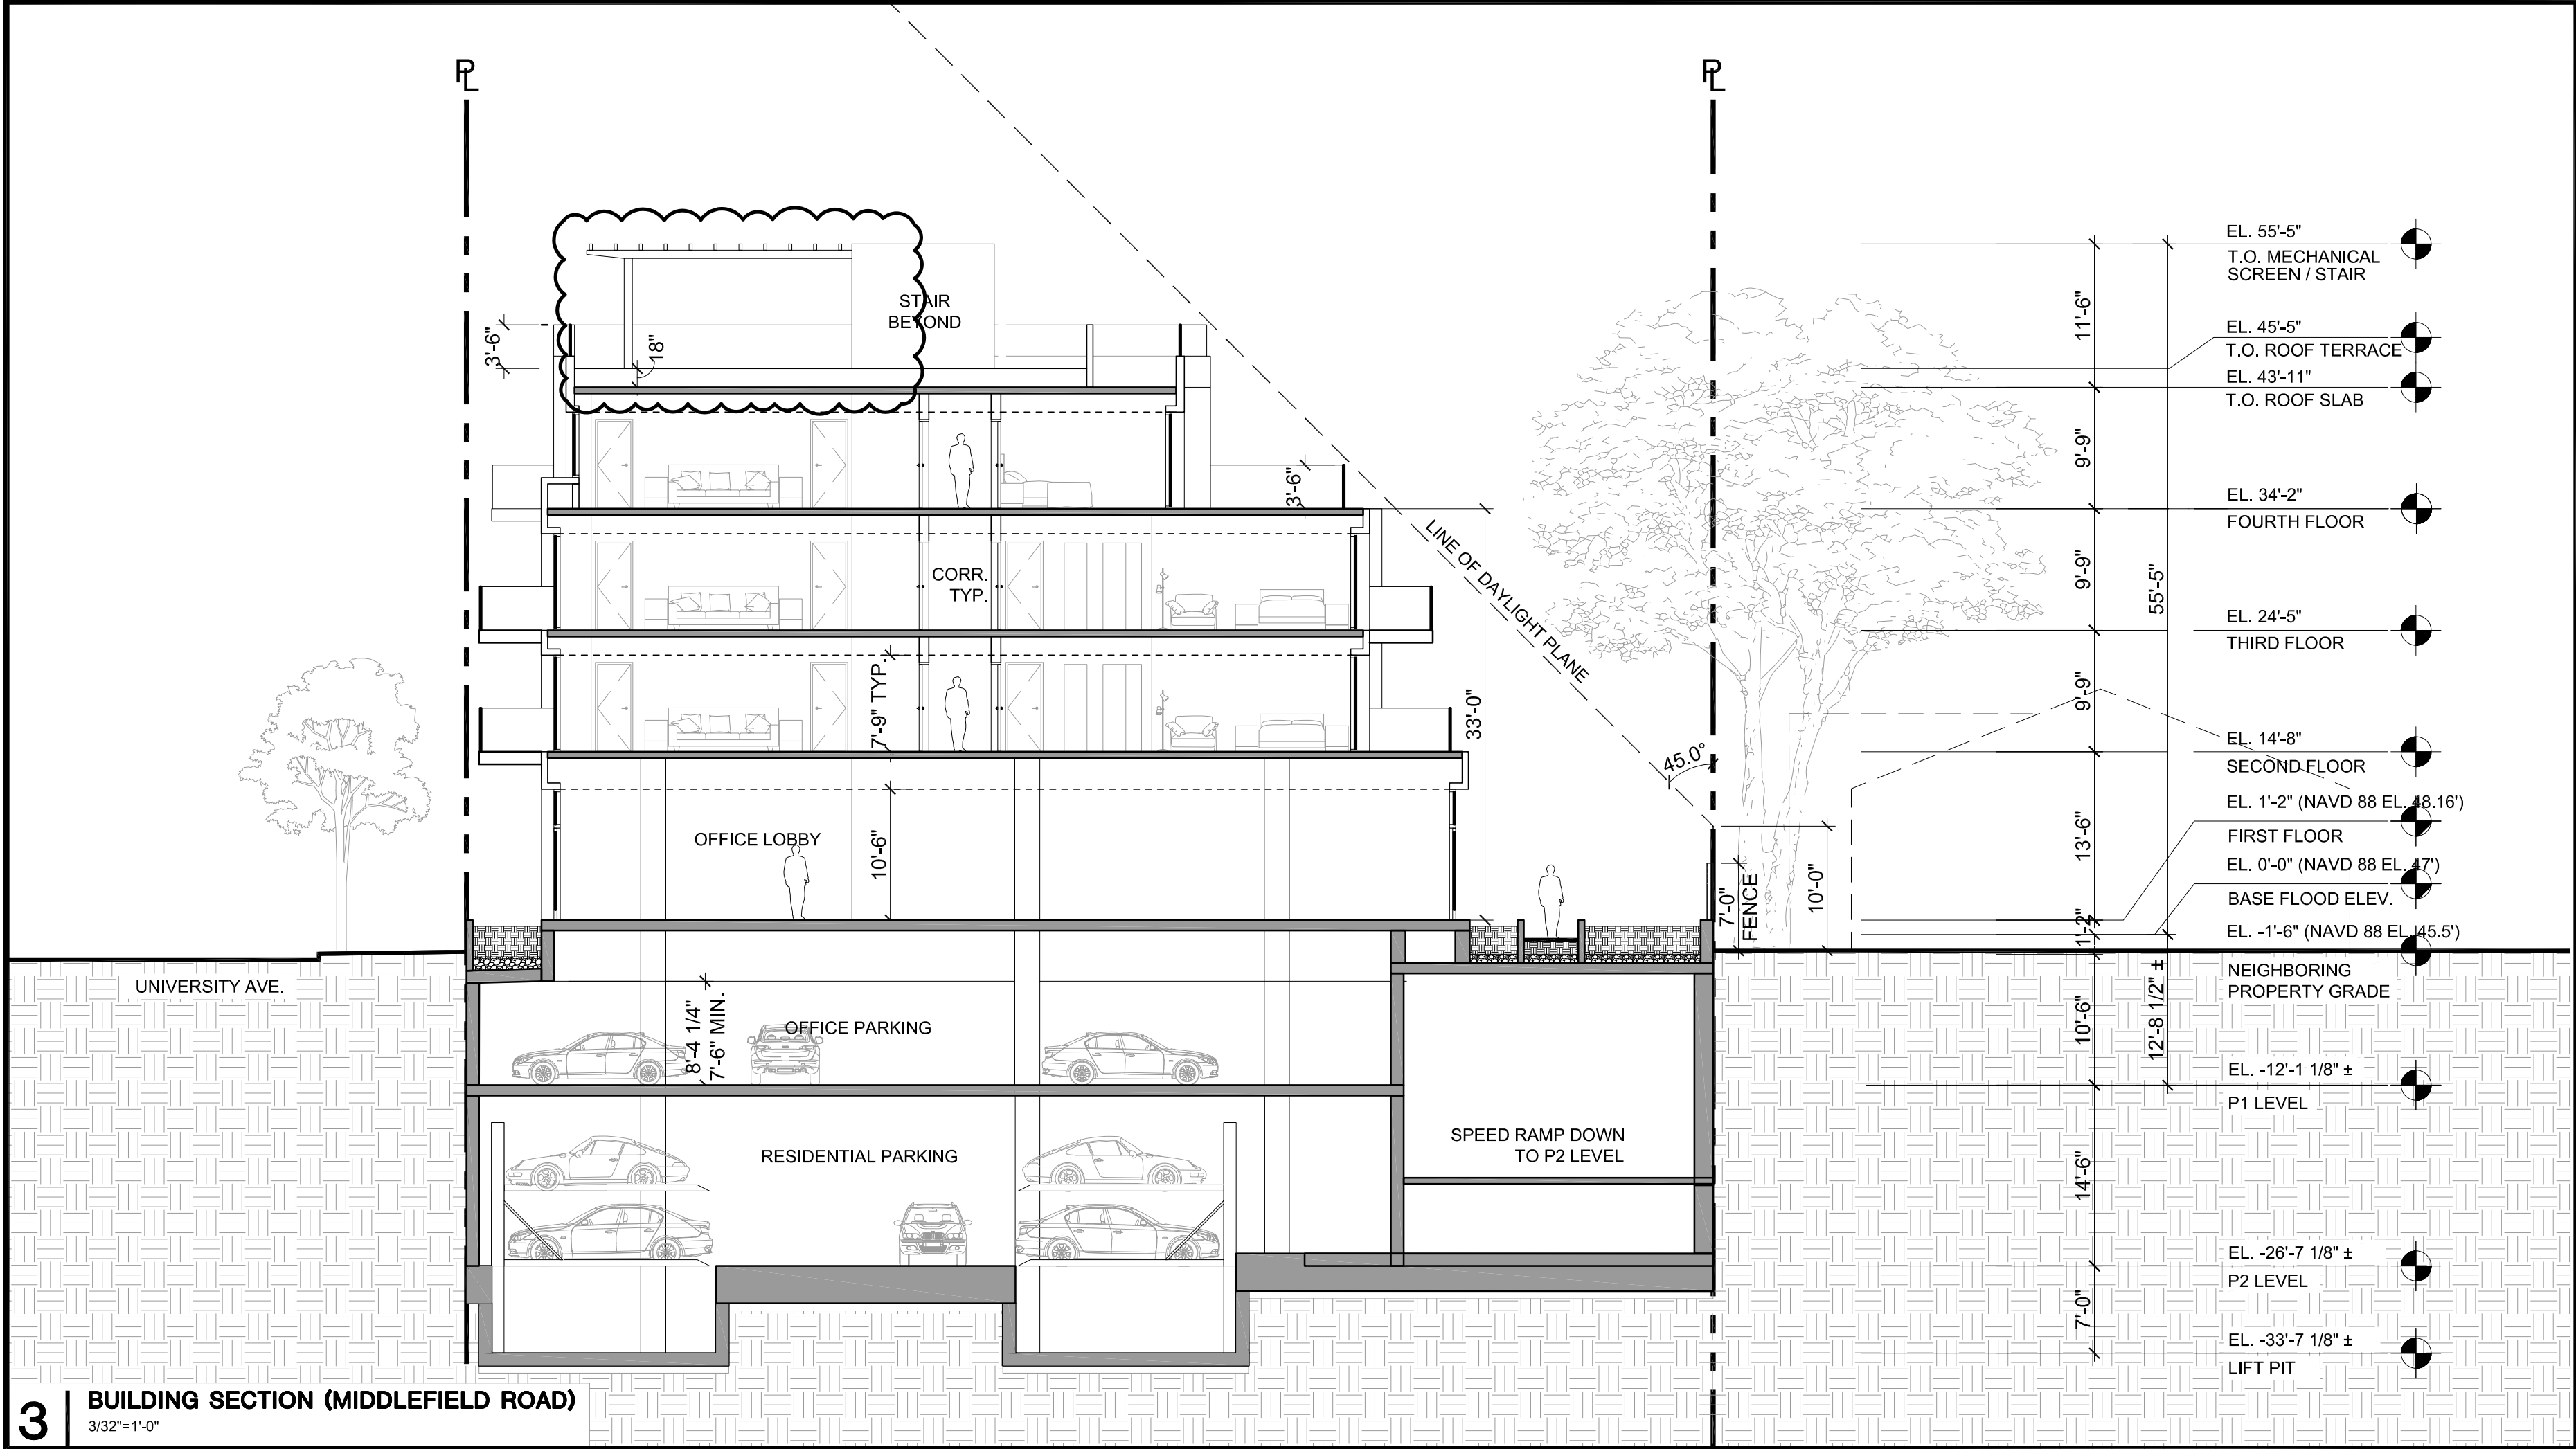 PL
PL
STAIR
BEYOND
3'-6"
18"
3'-6"
CORR.
TYP.
7'-9" TYP.
LINE OF DAYLIGHT PLANE
33'-0"
45.0°
OFFICE LOBBY
10'-6"
7'-0"
FENCE
10'-0"
UNIVERSITY AVE.
8'-4 1/4"
7'-6" MIN.
OFFICE PARKING
RESIDENTIAL PARKING
SPEED RAMP DOWN
TO P2 LEVEL
11'-6"
9'-9"
9'-9"
9'-9"
13'-6"
1'-2"
10'-6"
14'-6"
7'-0"
55'-5"
12'-8 1/2" ±
EL. 55'-5"
T.O. MECHANICAL
SCREEN / STAIR
EL. 45'-5"
T.O. ROOF TERRACE
EL. 43'-11"
T.O. ROOF SLAB
EL. 34'-2"
FOURTH FLOOR
EL. 24'-5"
THIRD FLOOR
EL. 14'-8"
SECOND FLOOR
EL. 1'-2" (NAVD 88 EL. 48.16')
FIRST FLOOR
EL. 0'-0" (NAVD 88 EL. 47')
BASE FLOOD ELEV.
EL. -1'-6" (NAVD 88 EL. 45.5')
NEIGHBORING
PROPERTY GRADE
EL. -12'-1 1/8" ±
P1 LEVEL
EL. -26'-7 1/8" ±
P2 LEVEL
EL. -33'-7 1/8" ±
LIFT PIT
3
BUILDING SECTION (MIDDLEFIELD ROAD)
3/32"=1'-0"